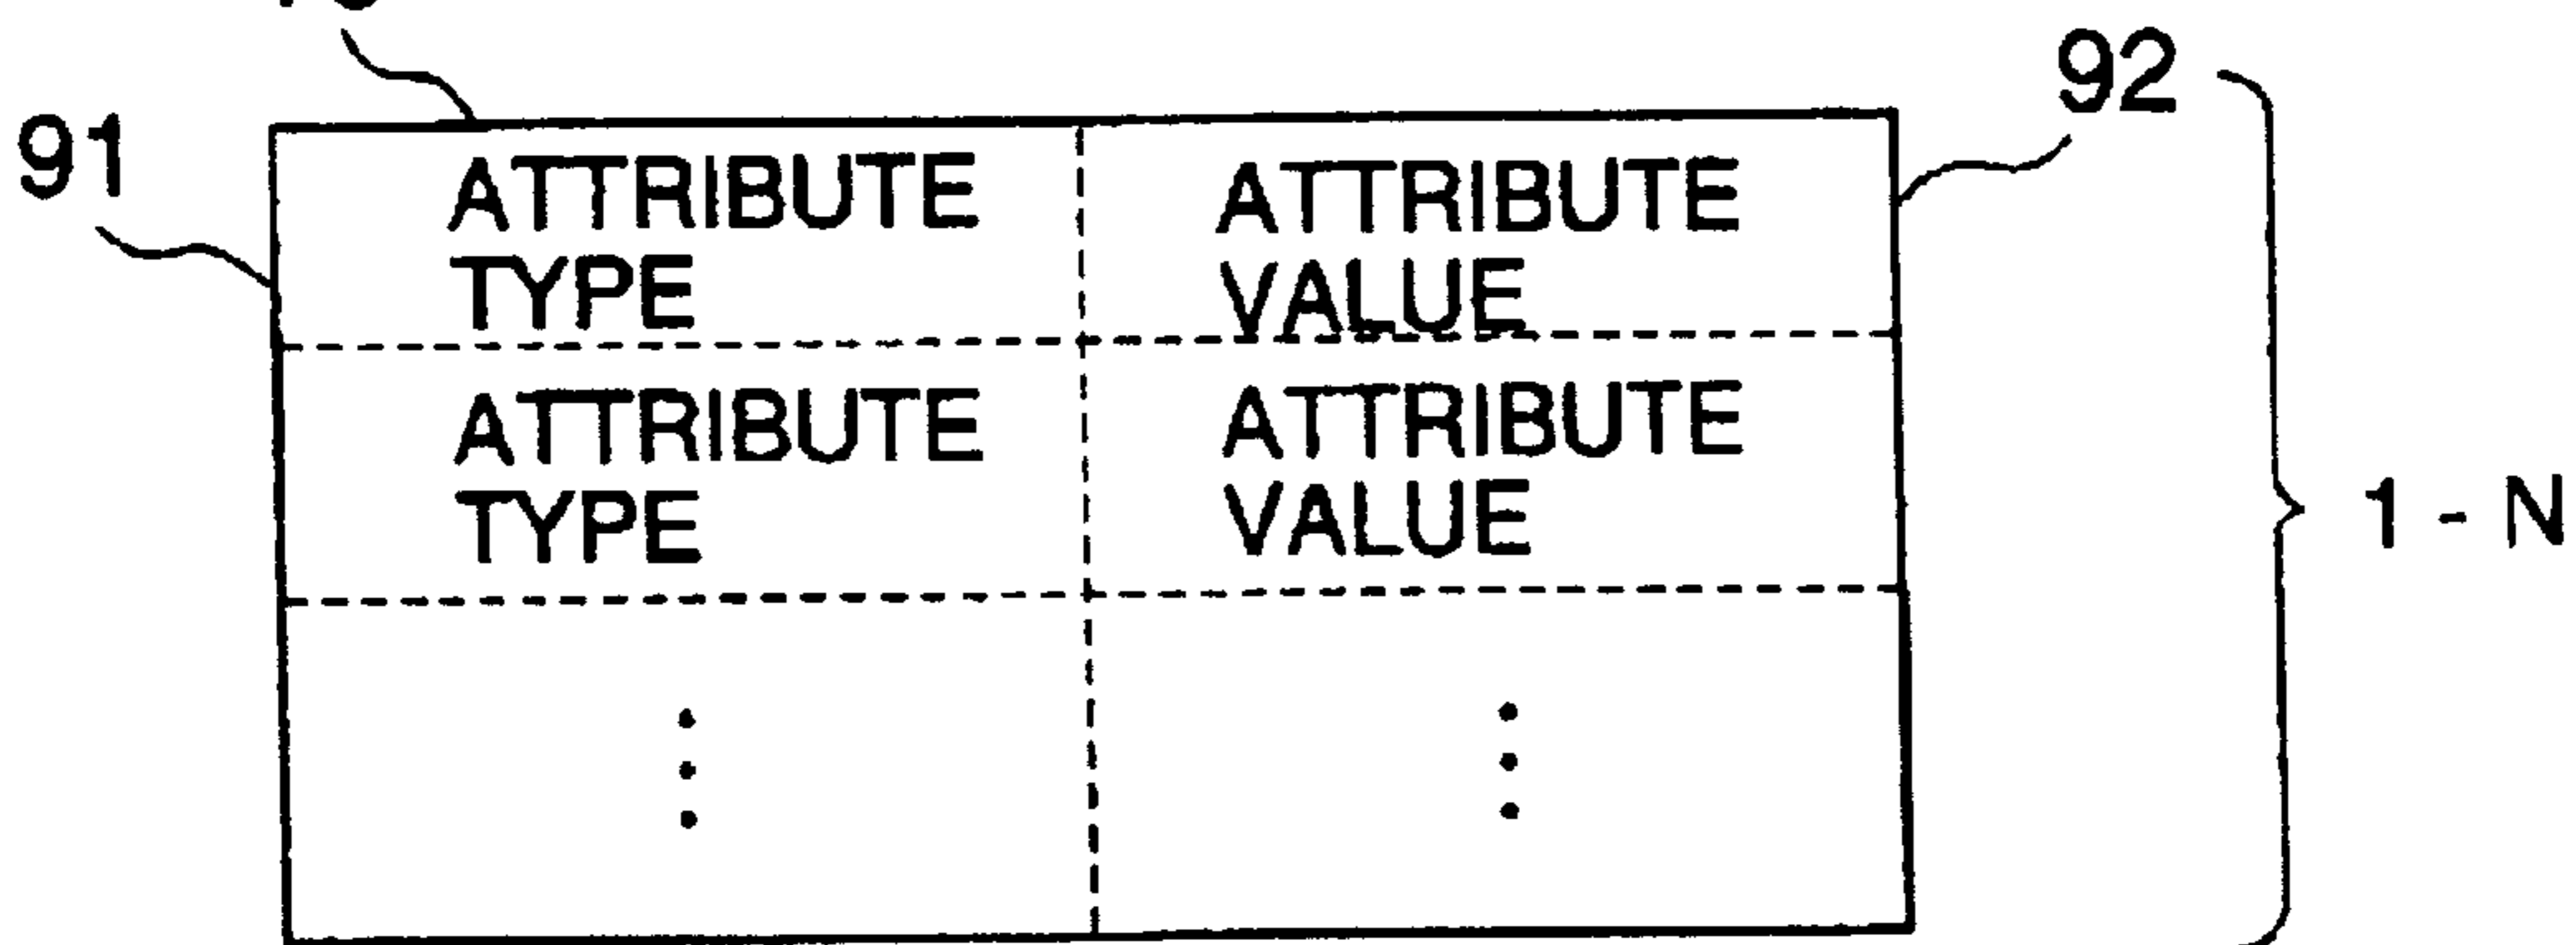 91
92
ATTRIBUTE TYPE
ATTRIBUTE VALUE
ATTRIBUTE TYPE
ATTRIBUTE VALUE
1 - N